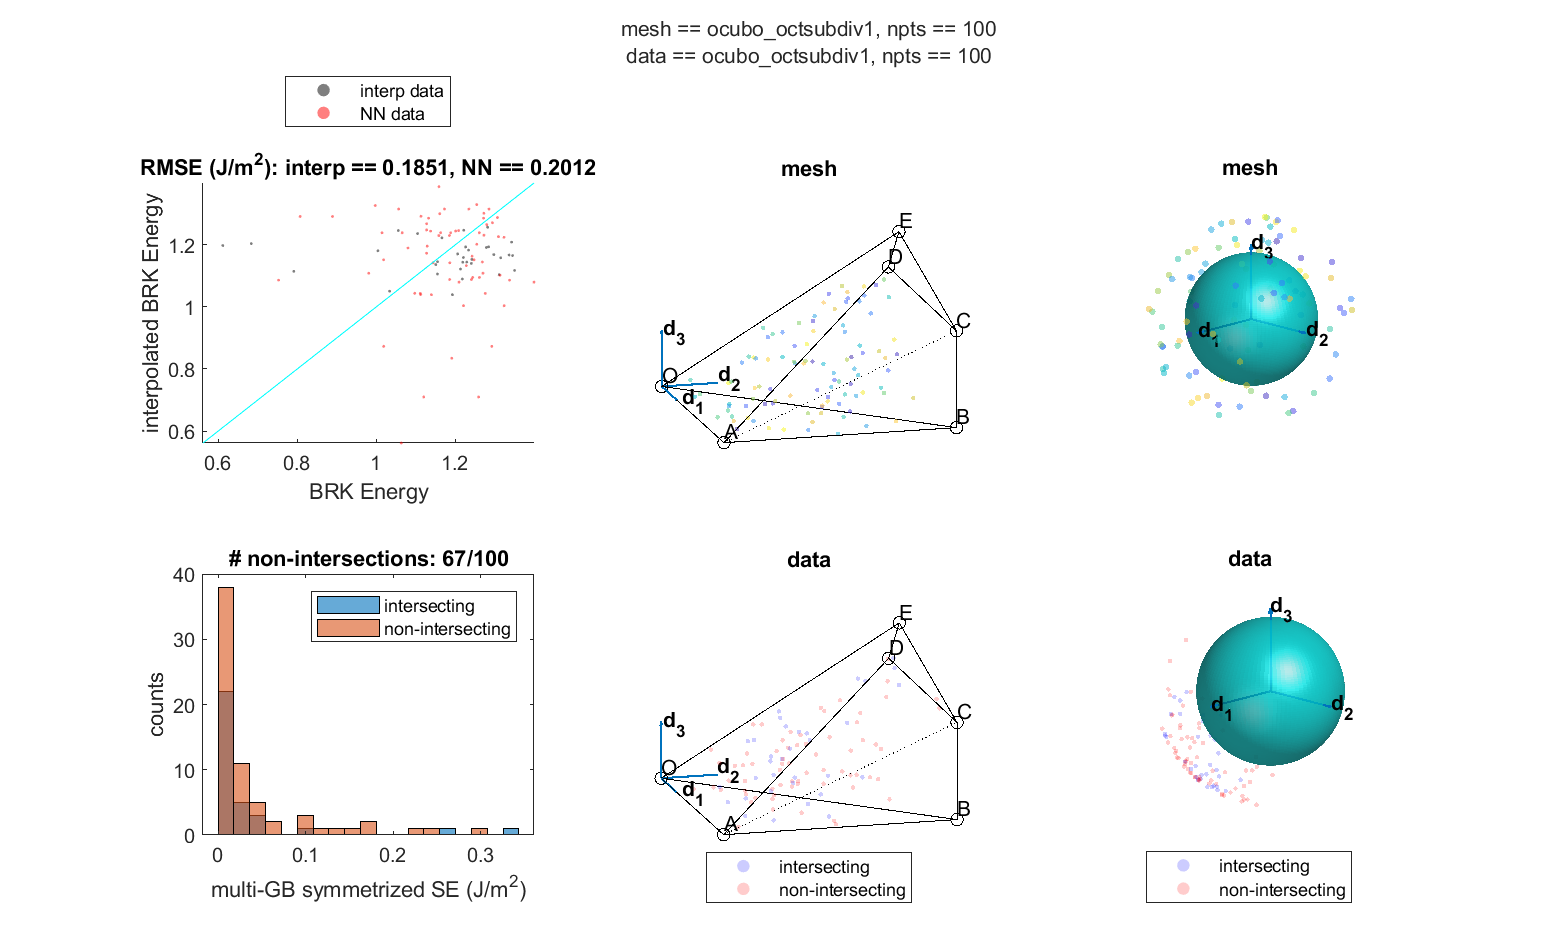 mesh == ocubo_octsubdiv1, npts == 100
data == ocubo_octsubdiv1, npts == 100
interp data
NN data
RMSE (J/m²): interp == 0.1851, NN == 0.2012
interpolated BRK Energy
1.2
1
0.8
0.6
0.6
0.8
1
1.2
BRK Energy
mesh
E
D
C
d₃
O
d₂
d₁
A
B
mesh
d₃
d₁
d₂
# non-intersections: 67/100
intersecting
non-intersecting
counts
40
30
20
10
0
0
0.1
0.2
0.3
multi-GB symmetrized SE (J/m²)
data
E
D
C
d₃
O
d₂
d₁
A
B
intersecting
non-intersecting
data
d₃
d₁
d₂
intersecting
non-intersecting